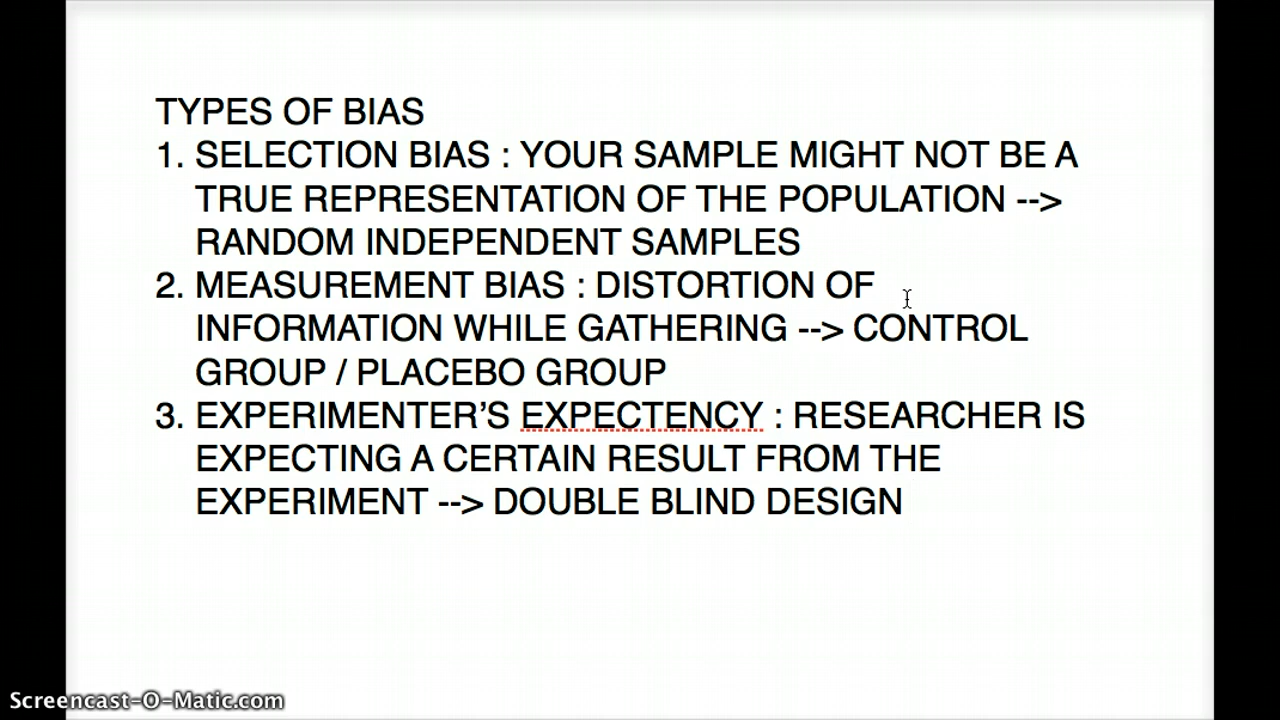 TYPES OF BIAS
1. SELECTION BIAS : YOUR SAMPLE MIGHT NOT BE A
TRUE REPRESENTATION OF THE POPULATION -->
RANDOM INDEPENDENT SAMPLES
2. MEASUREMENT BIAS : DISTORTION OF
INFORMATION WHILE GATHERING --> CONTROL
GROUP / PLACEBO GROUP
3. EXPERIMENTER’S EXPECTENCY : RESEARCHER IS
EXPECTING A CERTAIN RESULT FROM THE
EXPERIMENT --> DOUBLE BLIND DESIGN
Screencast-O-Matic.com